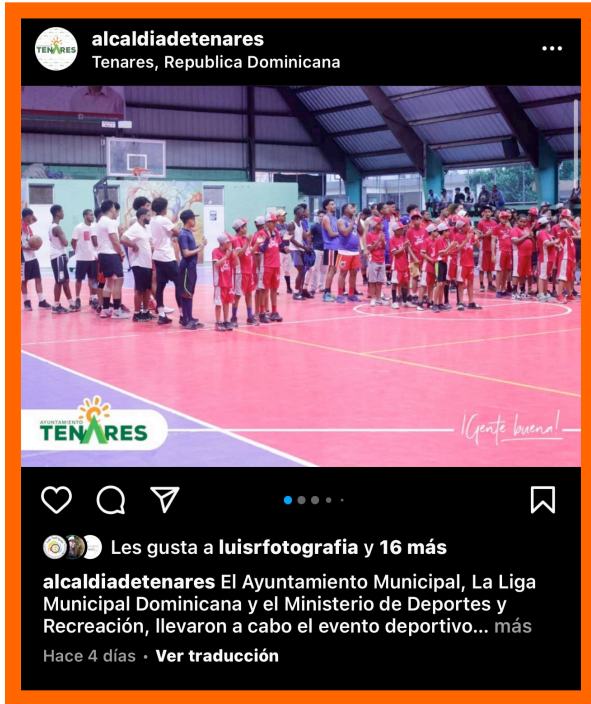 TENARES
alcaldiadetenares
Tenares, Republica Dominicana
AYUNTAMIENTO
TENARES
¡Gente buena!
Les gusta a luisrfotografia y 16 más
alcaldiadetenares El Ayuntamiento Municipal, La Liga
Municipal Dominicana y el Ministerio de Deportes y
Recreación, llevaron a cabo el evento deportivo... más
Hace 4 días · Ver traducción